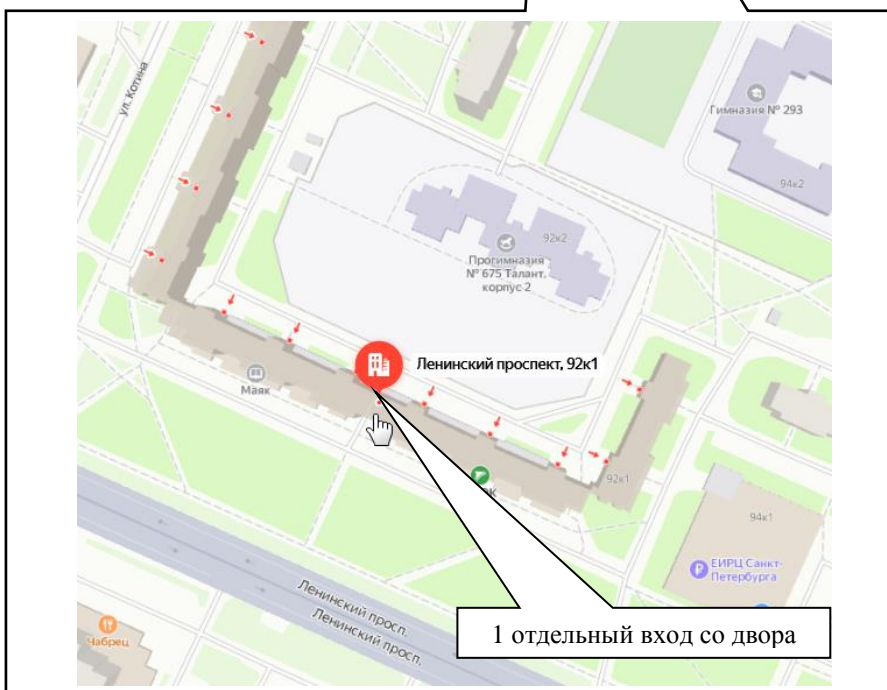 ул. Котина
Гимназия № 293
94к2
92к2
Прогимназия
№ 675 Талант,
корпус 2
Ленинский проспект, 92к1
Маяк
92к1
94к1
ЕИРЦ Санкт-
Петербурга
Ленинский просп.
Ленинский просп.
Чабрец
1 отдельный вход со двора